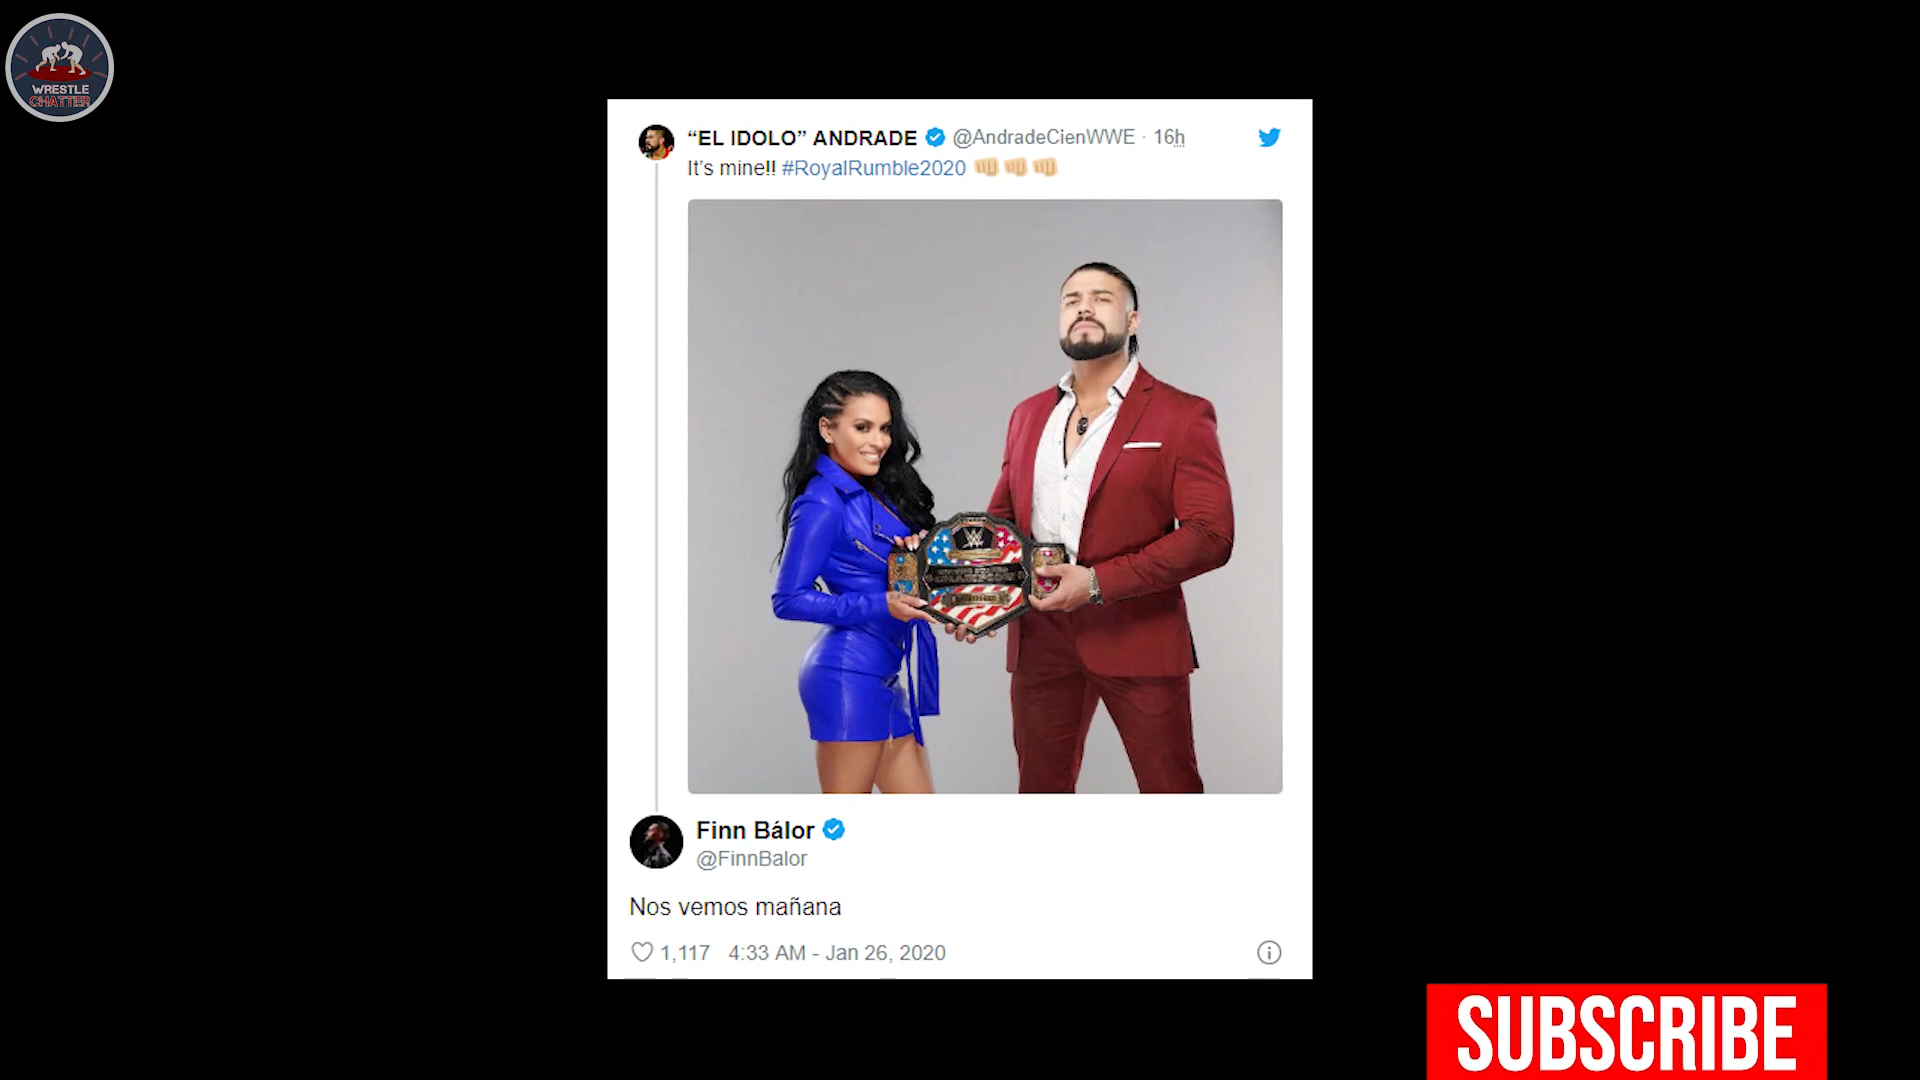 WRESTLE
CHATTER
“EL IDOLO” ANDRADE @AndradeCienWWE · 16h
It’s mine!! #RoyalRumble2020 👊🏼👊🏼👊🏼
W
Finn Bálor
@FinnBalor
Nos vemos mañana
1,117 4:33 AM - Jan 26, 2020
SUBSCRIBE